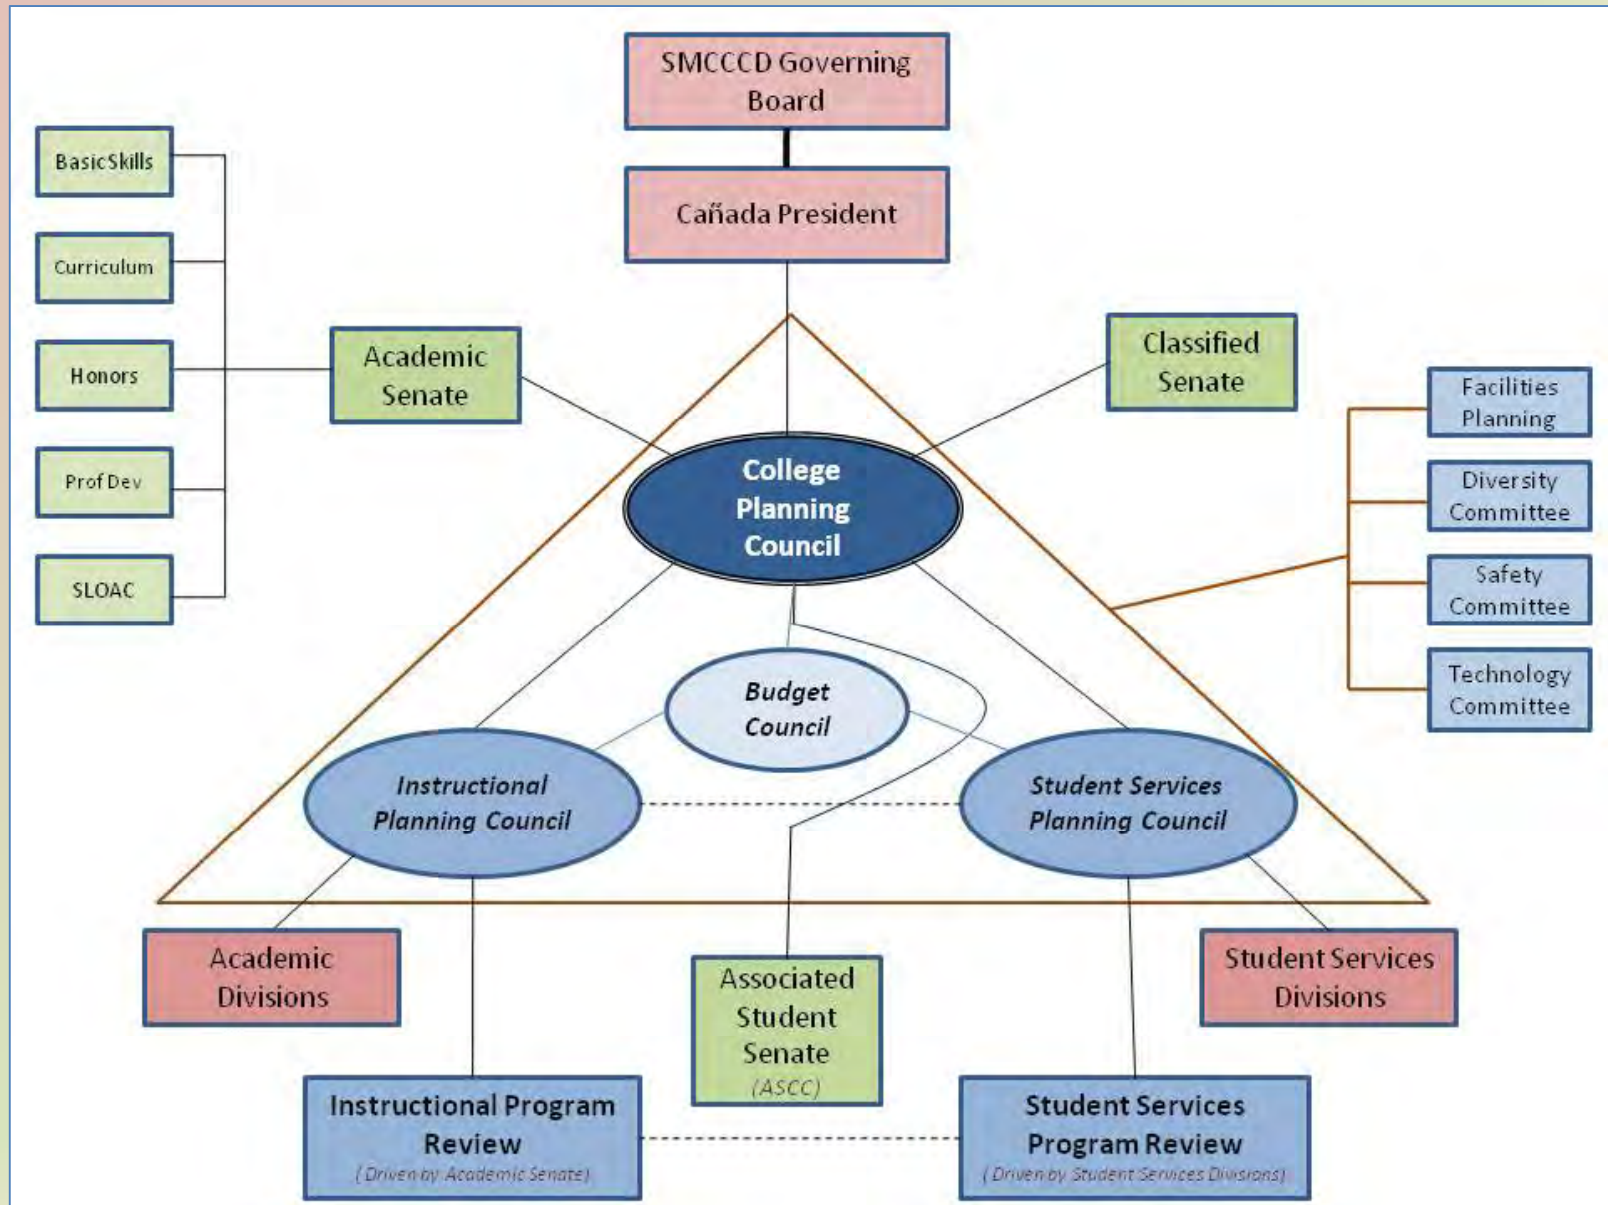 SMCCCD Governing
Board
Cañada President
Basic Skills
Curriculum
Honors
Prof Dev
SLOAC
Academic
Senate
Classified
Senate
Facilities
Planning
Diversity
Committee
Safety
Committee
Technology
Committee
College
Planning
Council
Budget
Council
Instructional
Planning Council
Student Services
Planning Council
Academic
Divisions
Associated
Student
Senate
(ASCC)
Student Services
Divisions
Instructional Program
Review
(Driven by Academic Senate)
Student Services
Program Review
(Driven by Student Services Divisions)